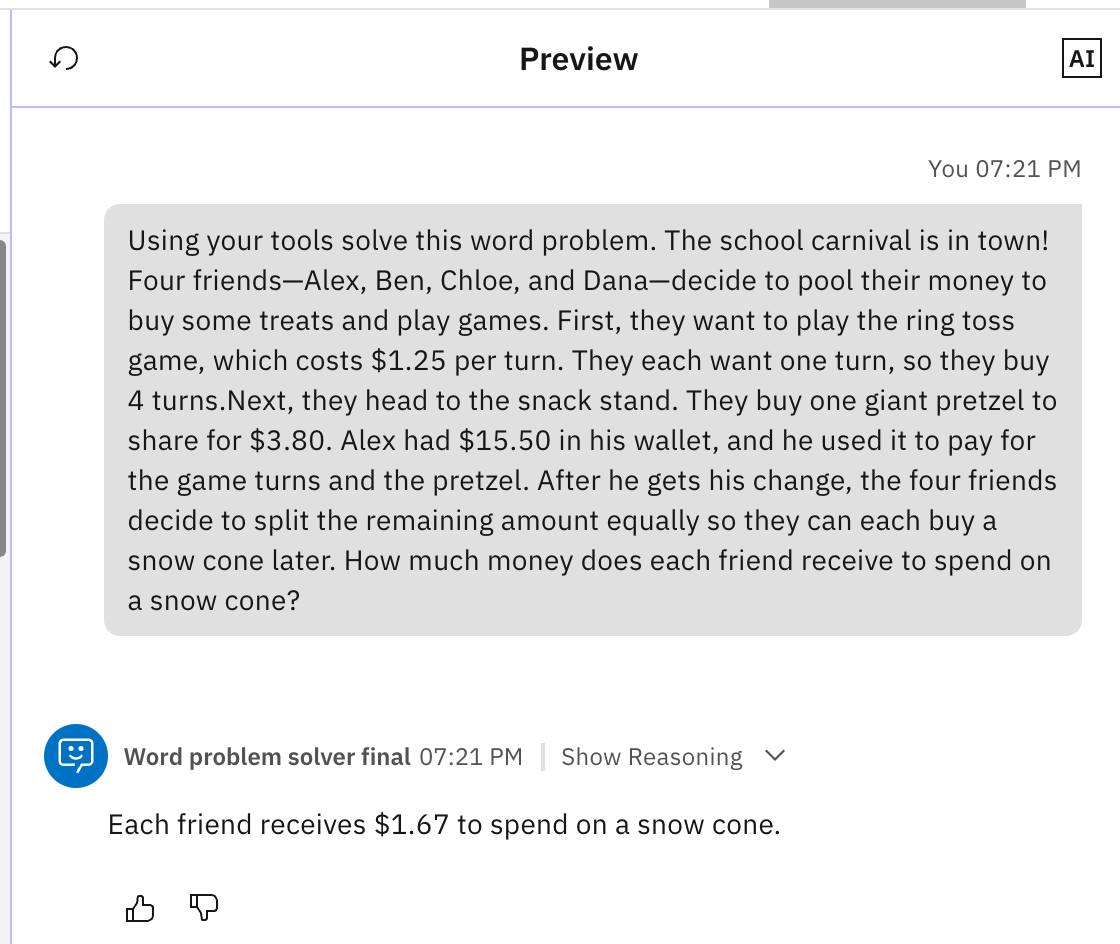 Preview
AI
You 07:21 PM
Using your tools solve this word problem. The school carnival is in town!
Four friends—Alex, Ben, Chloe, and Dana—decide to pool their money to
buy some treats and play games. First, they want to play the ring toss
game, which costs $1.25 per turn. They each want one turn, so they buy
4 turns.Next, they head to the snack stand. They buy one giant pretzel to
share for $3.80. Alex had $15.50 in his wallet, and he used it to pay for
the game turns and the pretzel. After he gets his change, the four friends
decide to split the remaining amount equally so they can each buy a
snow cone later. How much money does each friend receive to spend on
a snow cone?
Word problem solver final 07:21 PM | Show Reasoning
Each friend receives $1.67 to spend on a snow cone.